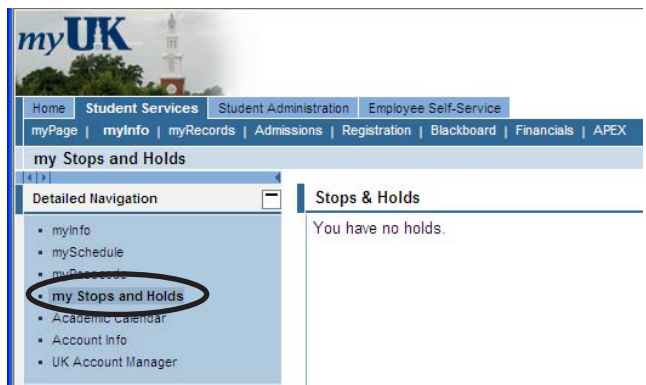 myUK
Home Student Services Student Administration Employee Self-Service
myPage | myInfo | myRecords | Admissions | Registration | Blackboard | Financials | APEX
my Stops and Holds
Detailed Navigation
Stops & Holds
You have no holds.
myInfo
mySchedule
myPasscode
my Stops and Holds
Academic Calendar
Account Info
UK Account Manager